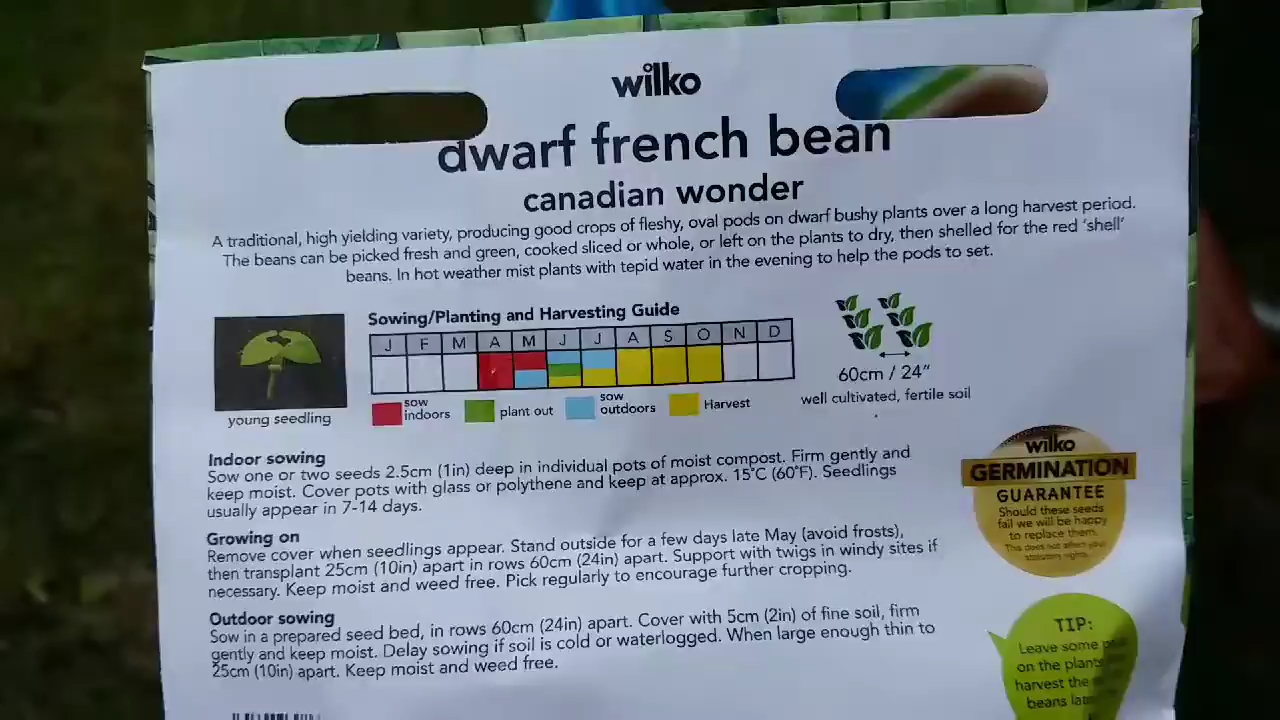 wilko
dwarf french bean
canadian wonder
A traditional, high yielding variety, producing good crops of fleshy, oval pods on dwarf bushy plants over a long harvest period.
The beans can be picked fresh and green, cooked sliced or whole, or left on the plants to dry, then shelled for the red 'shell'
beans. In hot weather mist plants with tepid water in the evening to help the pods to set.
Sowing/Planting and Harvesting Guide
J F M A M J J A S O N D
sow indoors plant out sow outdoors Harvest
young seedling
60cm / 24"
well cultivated, fertile soil
Indoor sowing
Sow one or two seeds 2.5cm (1in) deep in individual pots of moist compost. Firm gently and
keep moist. Cover pots with glass or polythene and keep at approx. 15°C (60°F). Seedlings
usually appear in 7-14 days.
Growing on
Remove cover when seedlings appear. Stand outside for a few days late May (avoid frosts),
then transplant 25cm (10in) apart in rows 60cm (24in) apart. Support with twigs in windy sites if
necessary. Keep moist and weed free. Pick regularly to encourage further cropping.
Outdoor sowing
Sow in a prepared seed bed, in rows 60cm (24in) apart. Cover with 5cm (2in) of fine soil, firm
gently and keep moist. Delay sowing if soil is cold or waterlogged. When large enough thin to
25cm (10in) apart. Keep moist and weed free.
wilko
GERMINATION
GUARANTEE
Should these seeds
fail we will be happy
to replace them.
This does not affect your
statutory rights.
TIP:
Leave some
on the plants
harvest the
beans